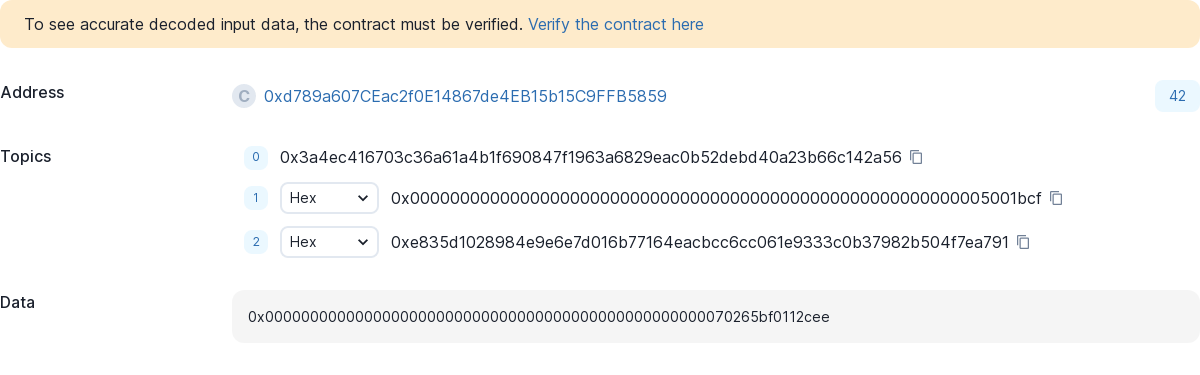 To see accurate decoded input data, the contract must be verified. Verify the contract here
Address
C 0xd789a607CEac2f0E14867de4EB15b15C9FFB5859 42
Topics
0 0x3a4ec416703c36a61a4b1f690847f1963a6829eac0b52debd40a23b66c142a56
1 Hex 0x0000000000000000000000000000000000000000000000000000000005001bcf
2 Hex 0xe835d1028984e9e6e7d016b77164eacbcc6cc061e9333c0b37982b504f7ea791
Data
0x0000000000000000000000000000000000000000000000000070265bf0112cee